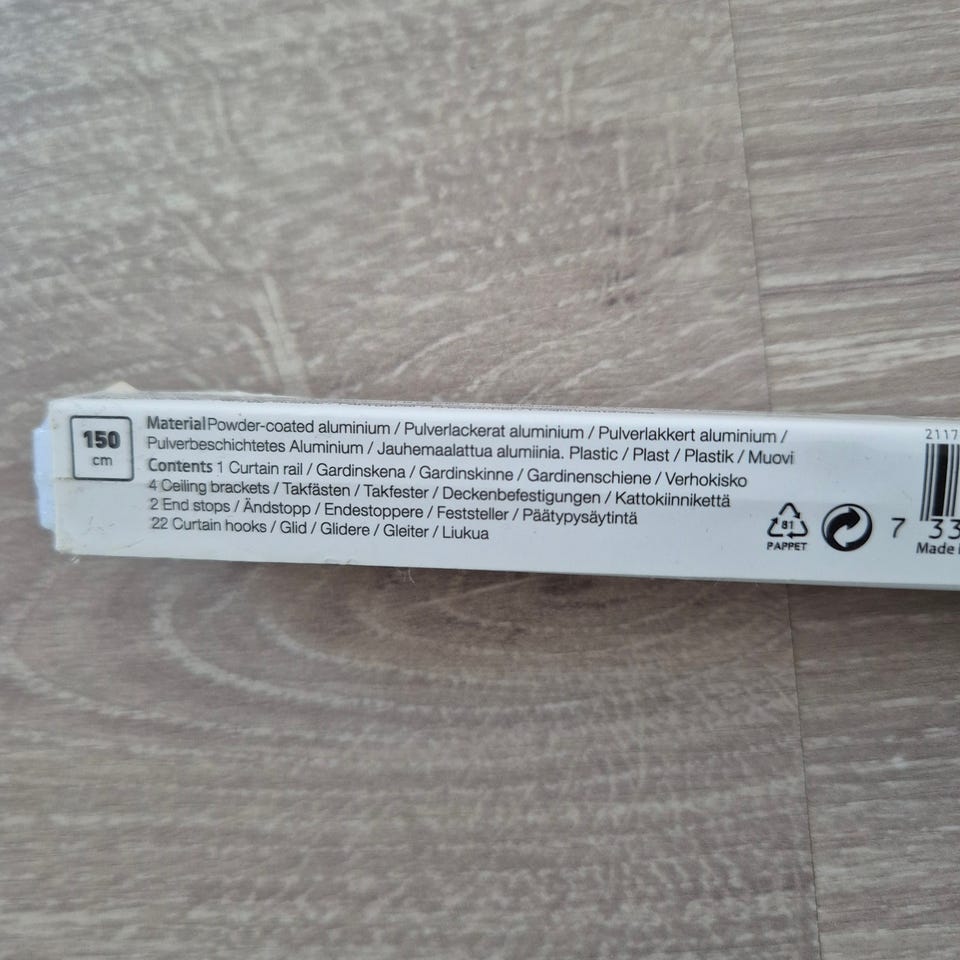 150
cm
Material Powder-coated aluminium / Pulverlackerat aluminium / Pulverlakkert aluminium /
Pulverbeschichtetes Aluminium / Jauhemaalattua alumiinia. Plastic / Plast / Plastik / Muovi
Contents 1 Curtain rail / Gardinskena / Gardinskinne / Gardinenschiene / Verhokisko
4 Ceiling brackets / Takfästen / Takfester / Deckenbefestigungen / Kattokiinnikettä
2 End stops / Ändstopp / Endestoppere / Feststeller / Päätypysäytintä
22 Curtain hooks / Glid / Glidere / Gleiter / Liukua
81
PAPPET
2117
7 33
Made